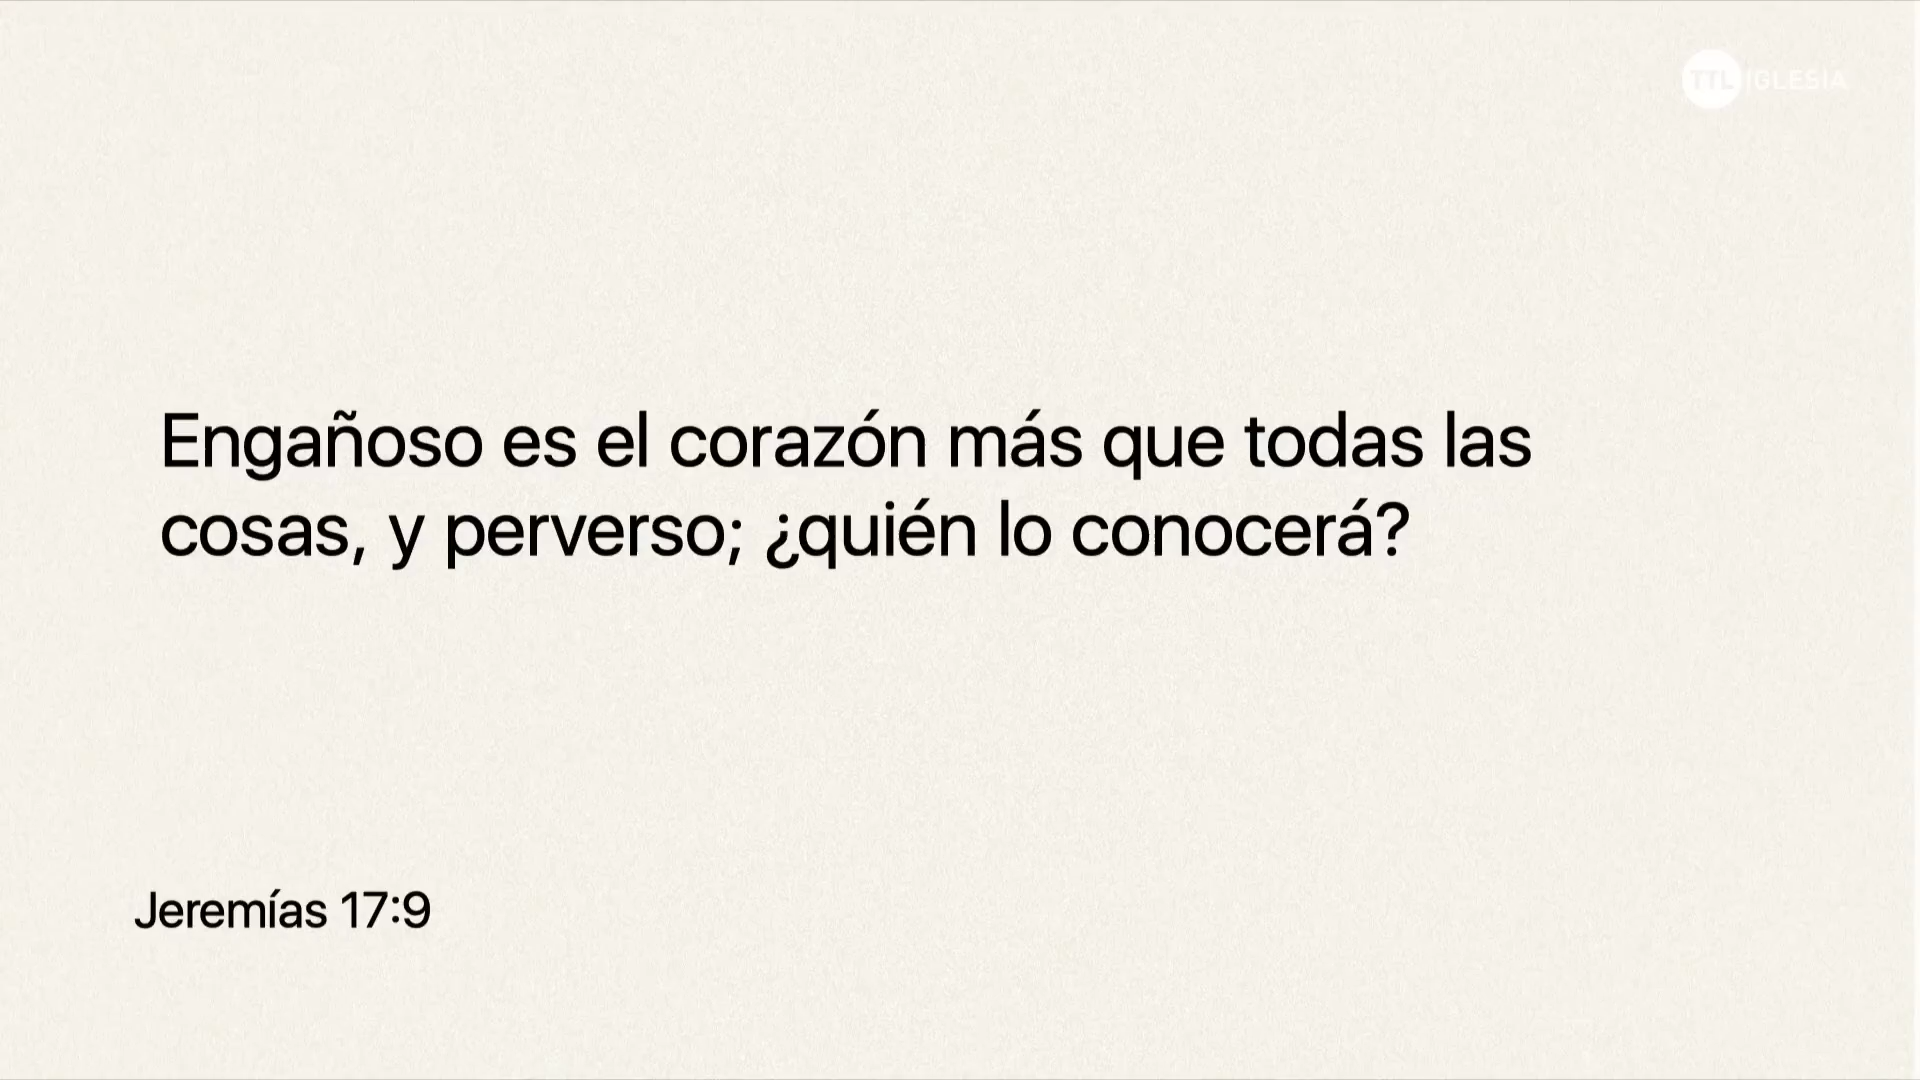 TTL IGLESIA
Engañoso es el corazón más que todas las
cosas, y perverso; ¿quién lo conocerá?
Jeremías 17:9